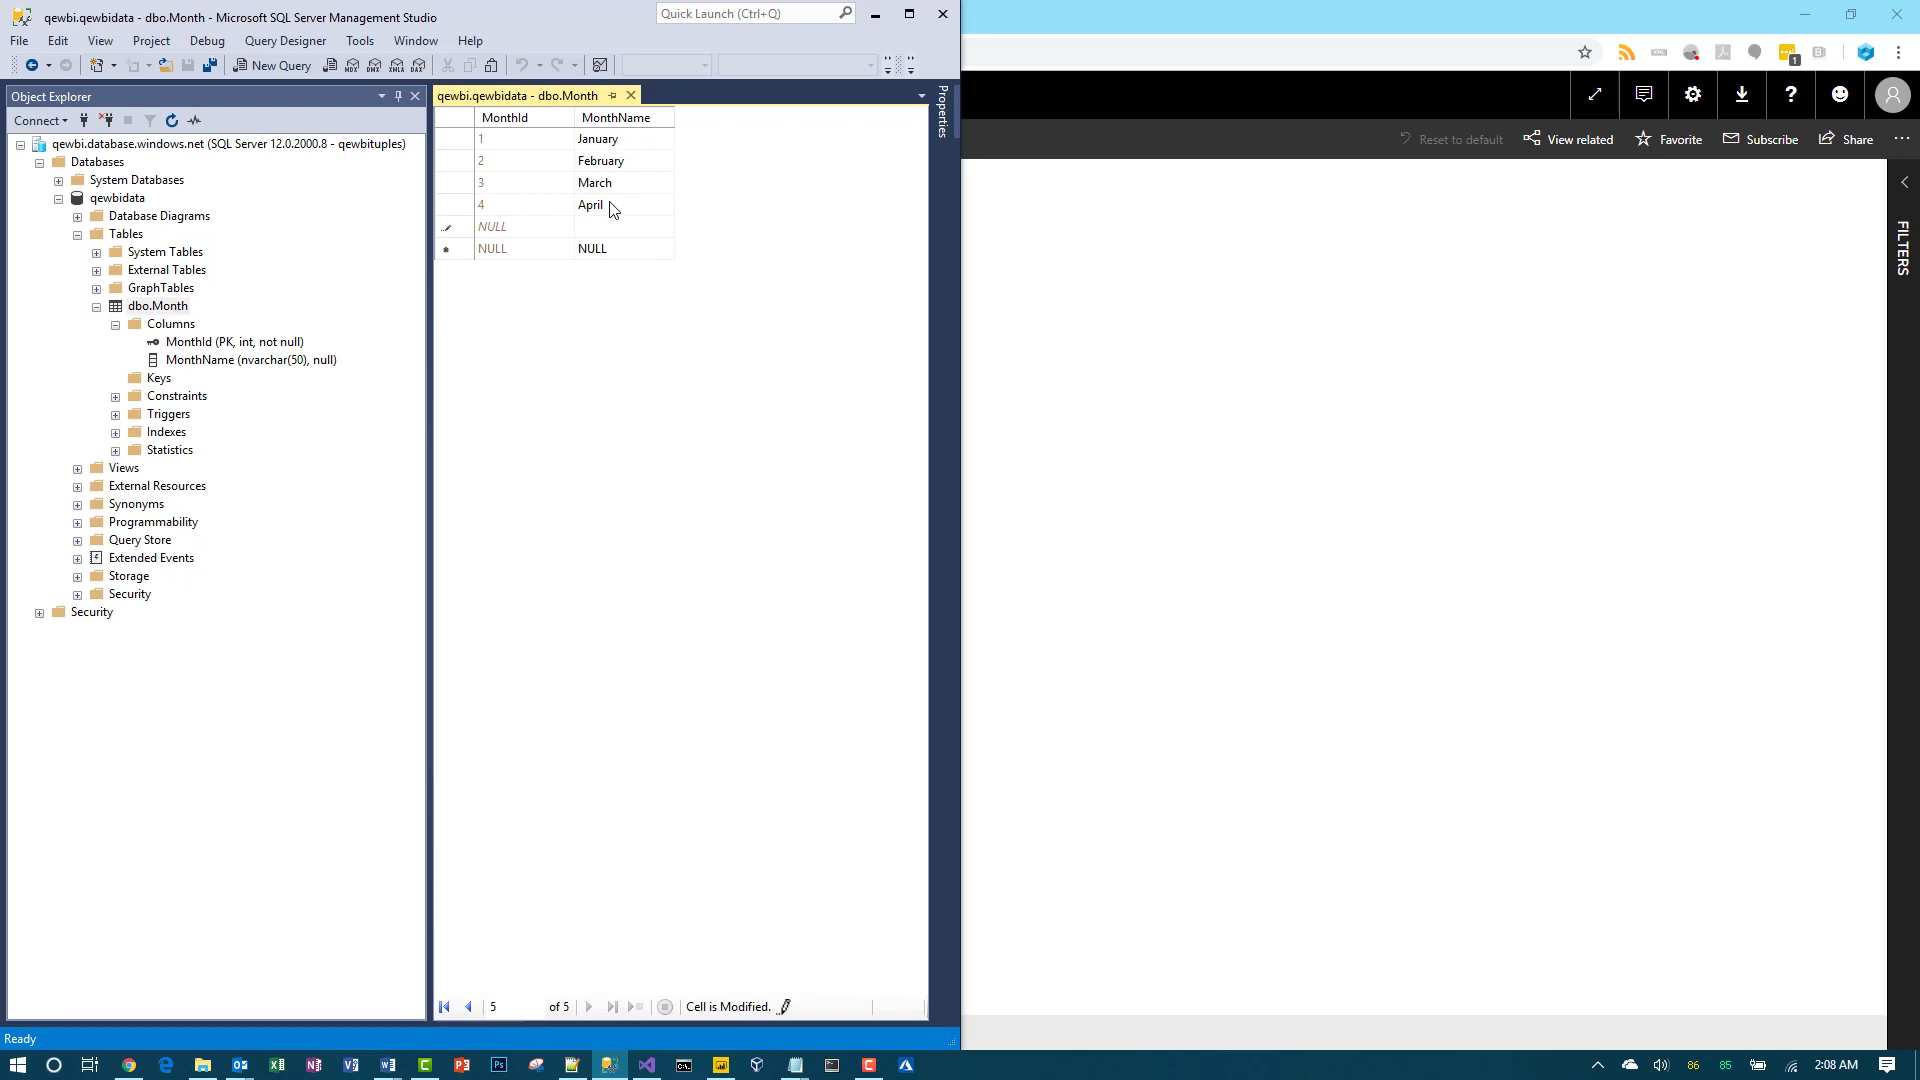 qewbi.qewbidata - dbo.Month - Microsoft SQL Server Management Studio
Quick Launch (Ctrl+Q)
File Edit View Project Debug Query Designer Tools Window Help
New Query
Object Explorer
Connect
qewbi.database.windows.net (SQL Server 12.0.2000.8 - qewbituples)
Databases
System Databases
qewbidata
Database Diagrams
Tables
System Tables
External Tables
GraphTables
dbo.Month
Columns
MonthId (PK, int, not null)
MonthName (nvarchar(50), null)
Keys
Constraints
Triggers
Indexes
Statistics
Views
External Resources
Synonyms
Programmability
Query Store
Extended Events
Storage
Security
Security
qewbi.qewbidata - dbo.Month
MonthId MonthName
1 January
2 February
3 March
4 April
NULL
NULL NULL
5 of 5 Cell is Modified.
Properties
Ready
1
Reset to default View related Favorite Subscribe Share
FILTERS
86 85 2:08 AM